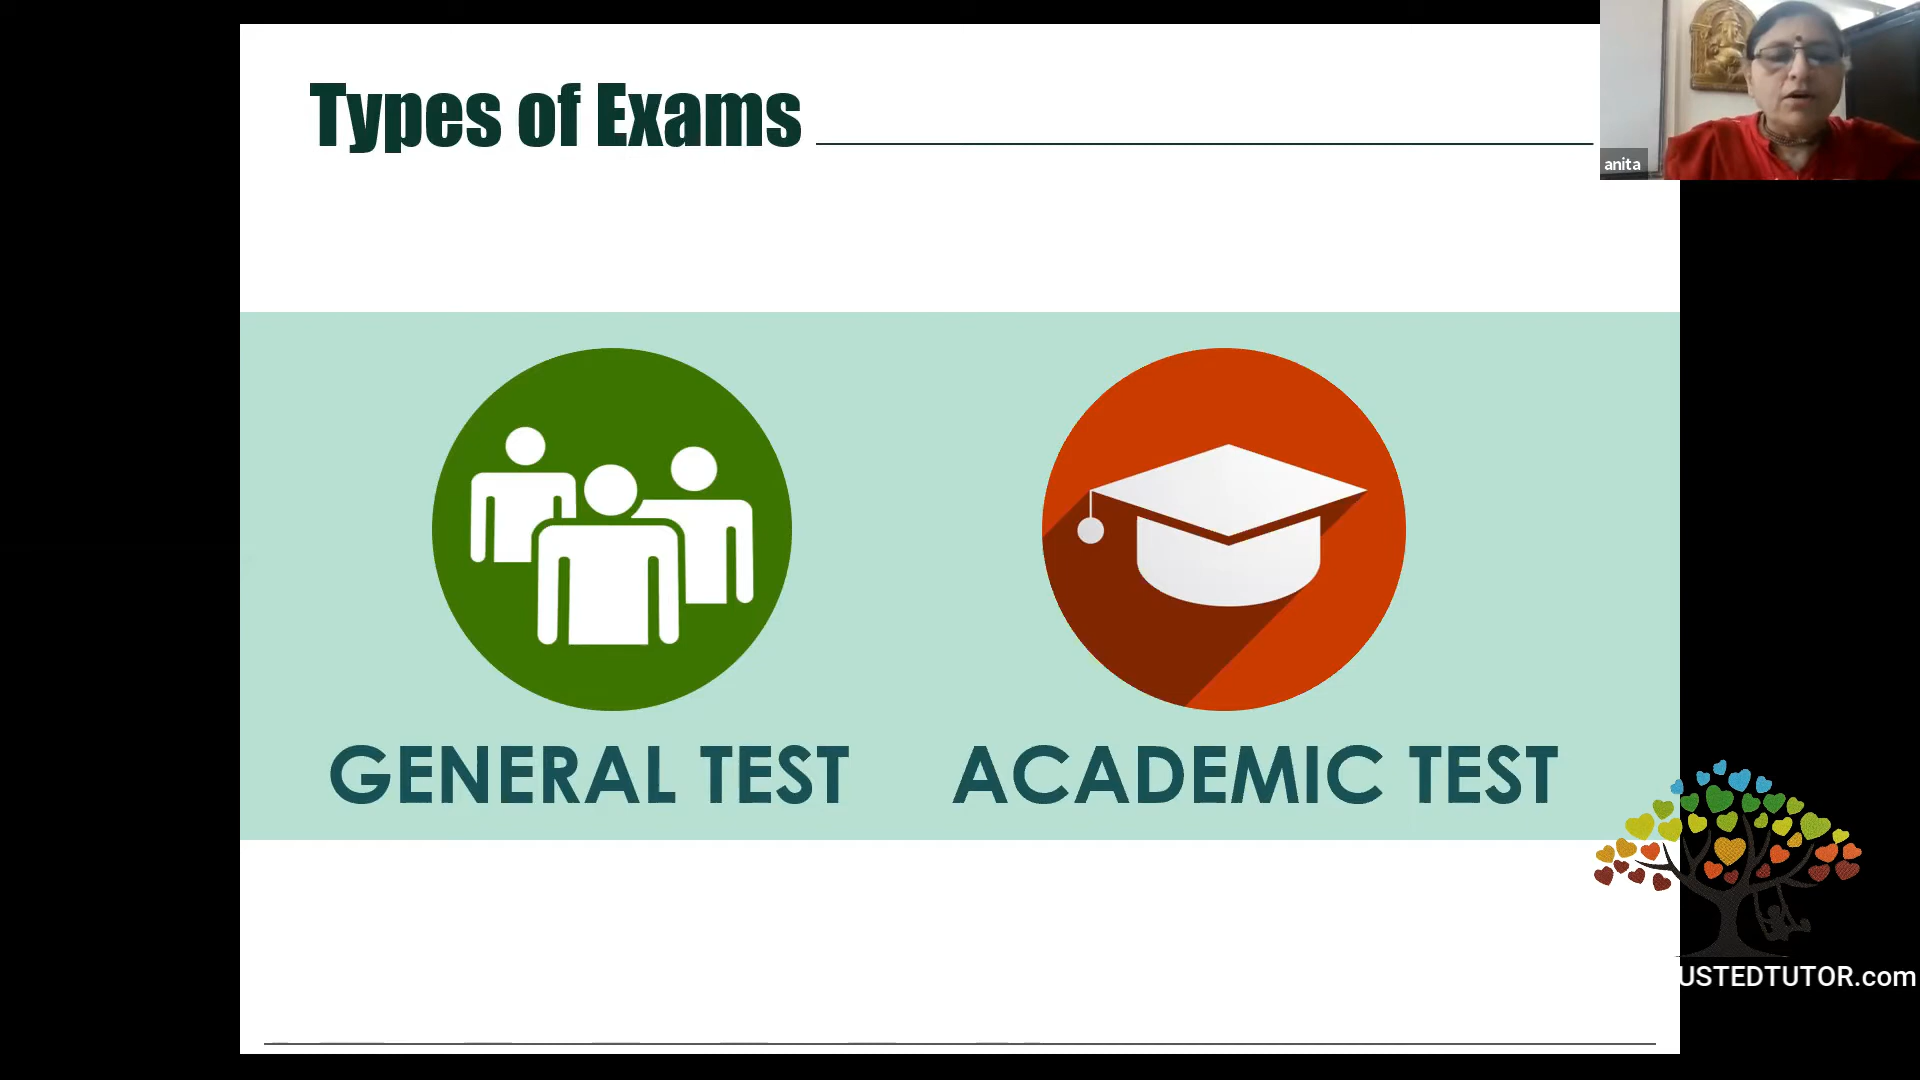 Types of Exams
anita
GENERAL TEST
ACADEMIC TEST
USTEDTUTOR.com